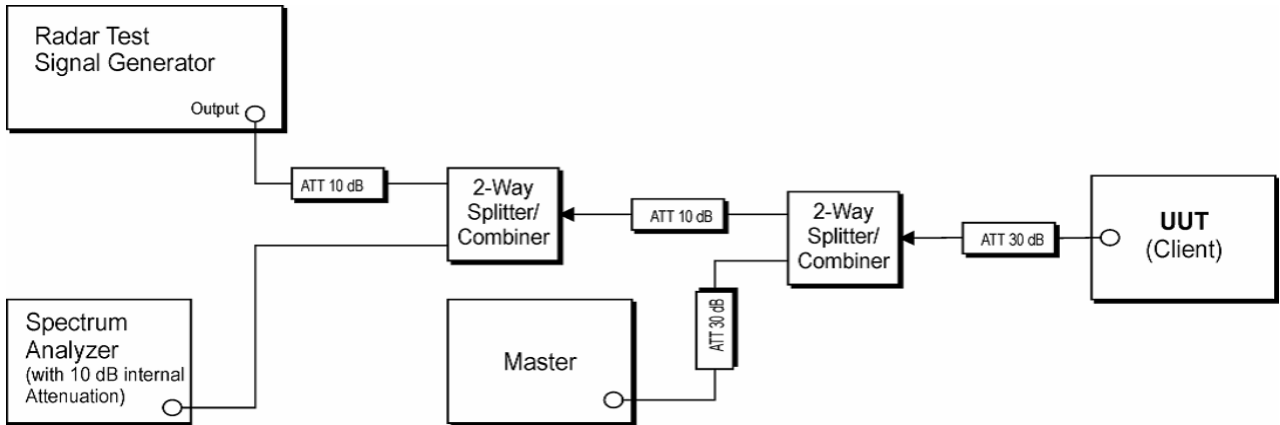 Radar Test
Signal Generator
Output
ATT 10 dB
2-Way
Splitter/
Combiner
ATT 10 dB
2-Way
Splitter/
Combiner
ATT 30 dB
UUT
(Client)
Spectrum
Analyzer
(with 10 dB internal
Attenuation)
Master
ATT 30 dB